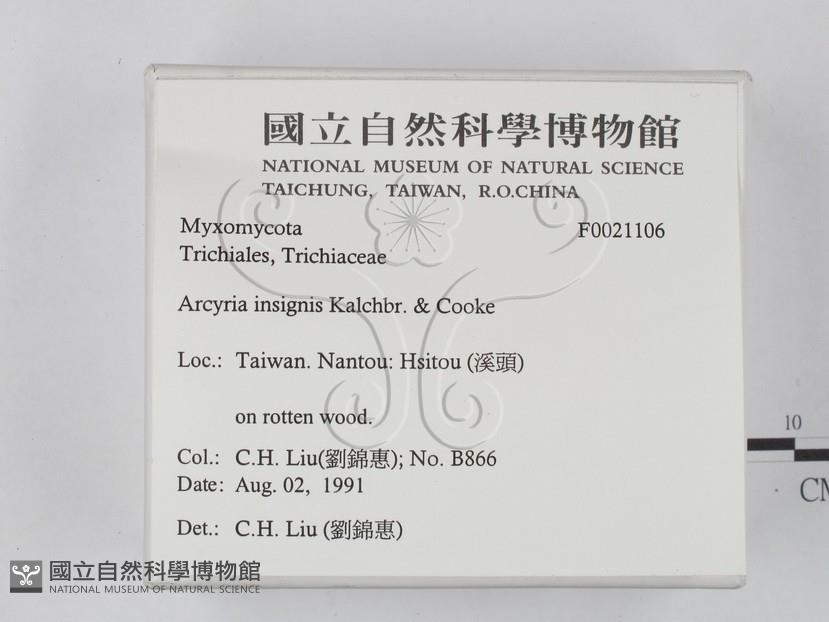 國立自然科學博物館
NATIONAL MUSEUM OF NATURAL SCIENCE
TAICHUNG, TAIWAN, R.O.CHINA
Myxomycota F0021106
Trichiales, Trichiaceae
Arcyria insignis Kalchbr. & Cooke
Loc.: Taiwan. Nantou: Hsitou (溪頭)
on rotten wood.
Col.: C.H. Liu(劉錦惠); No. B866
Date: Aug. 02, 1991
Det.: C.H. Liu (劉錦惠)
10
CM
國立自然科學博物館
NATIONAL MUSEUM OF NATURAL SCIENCE